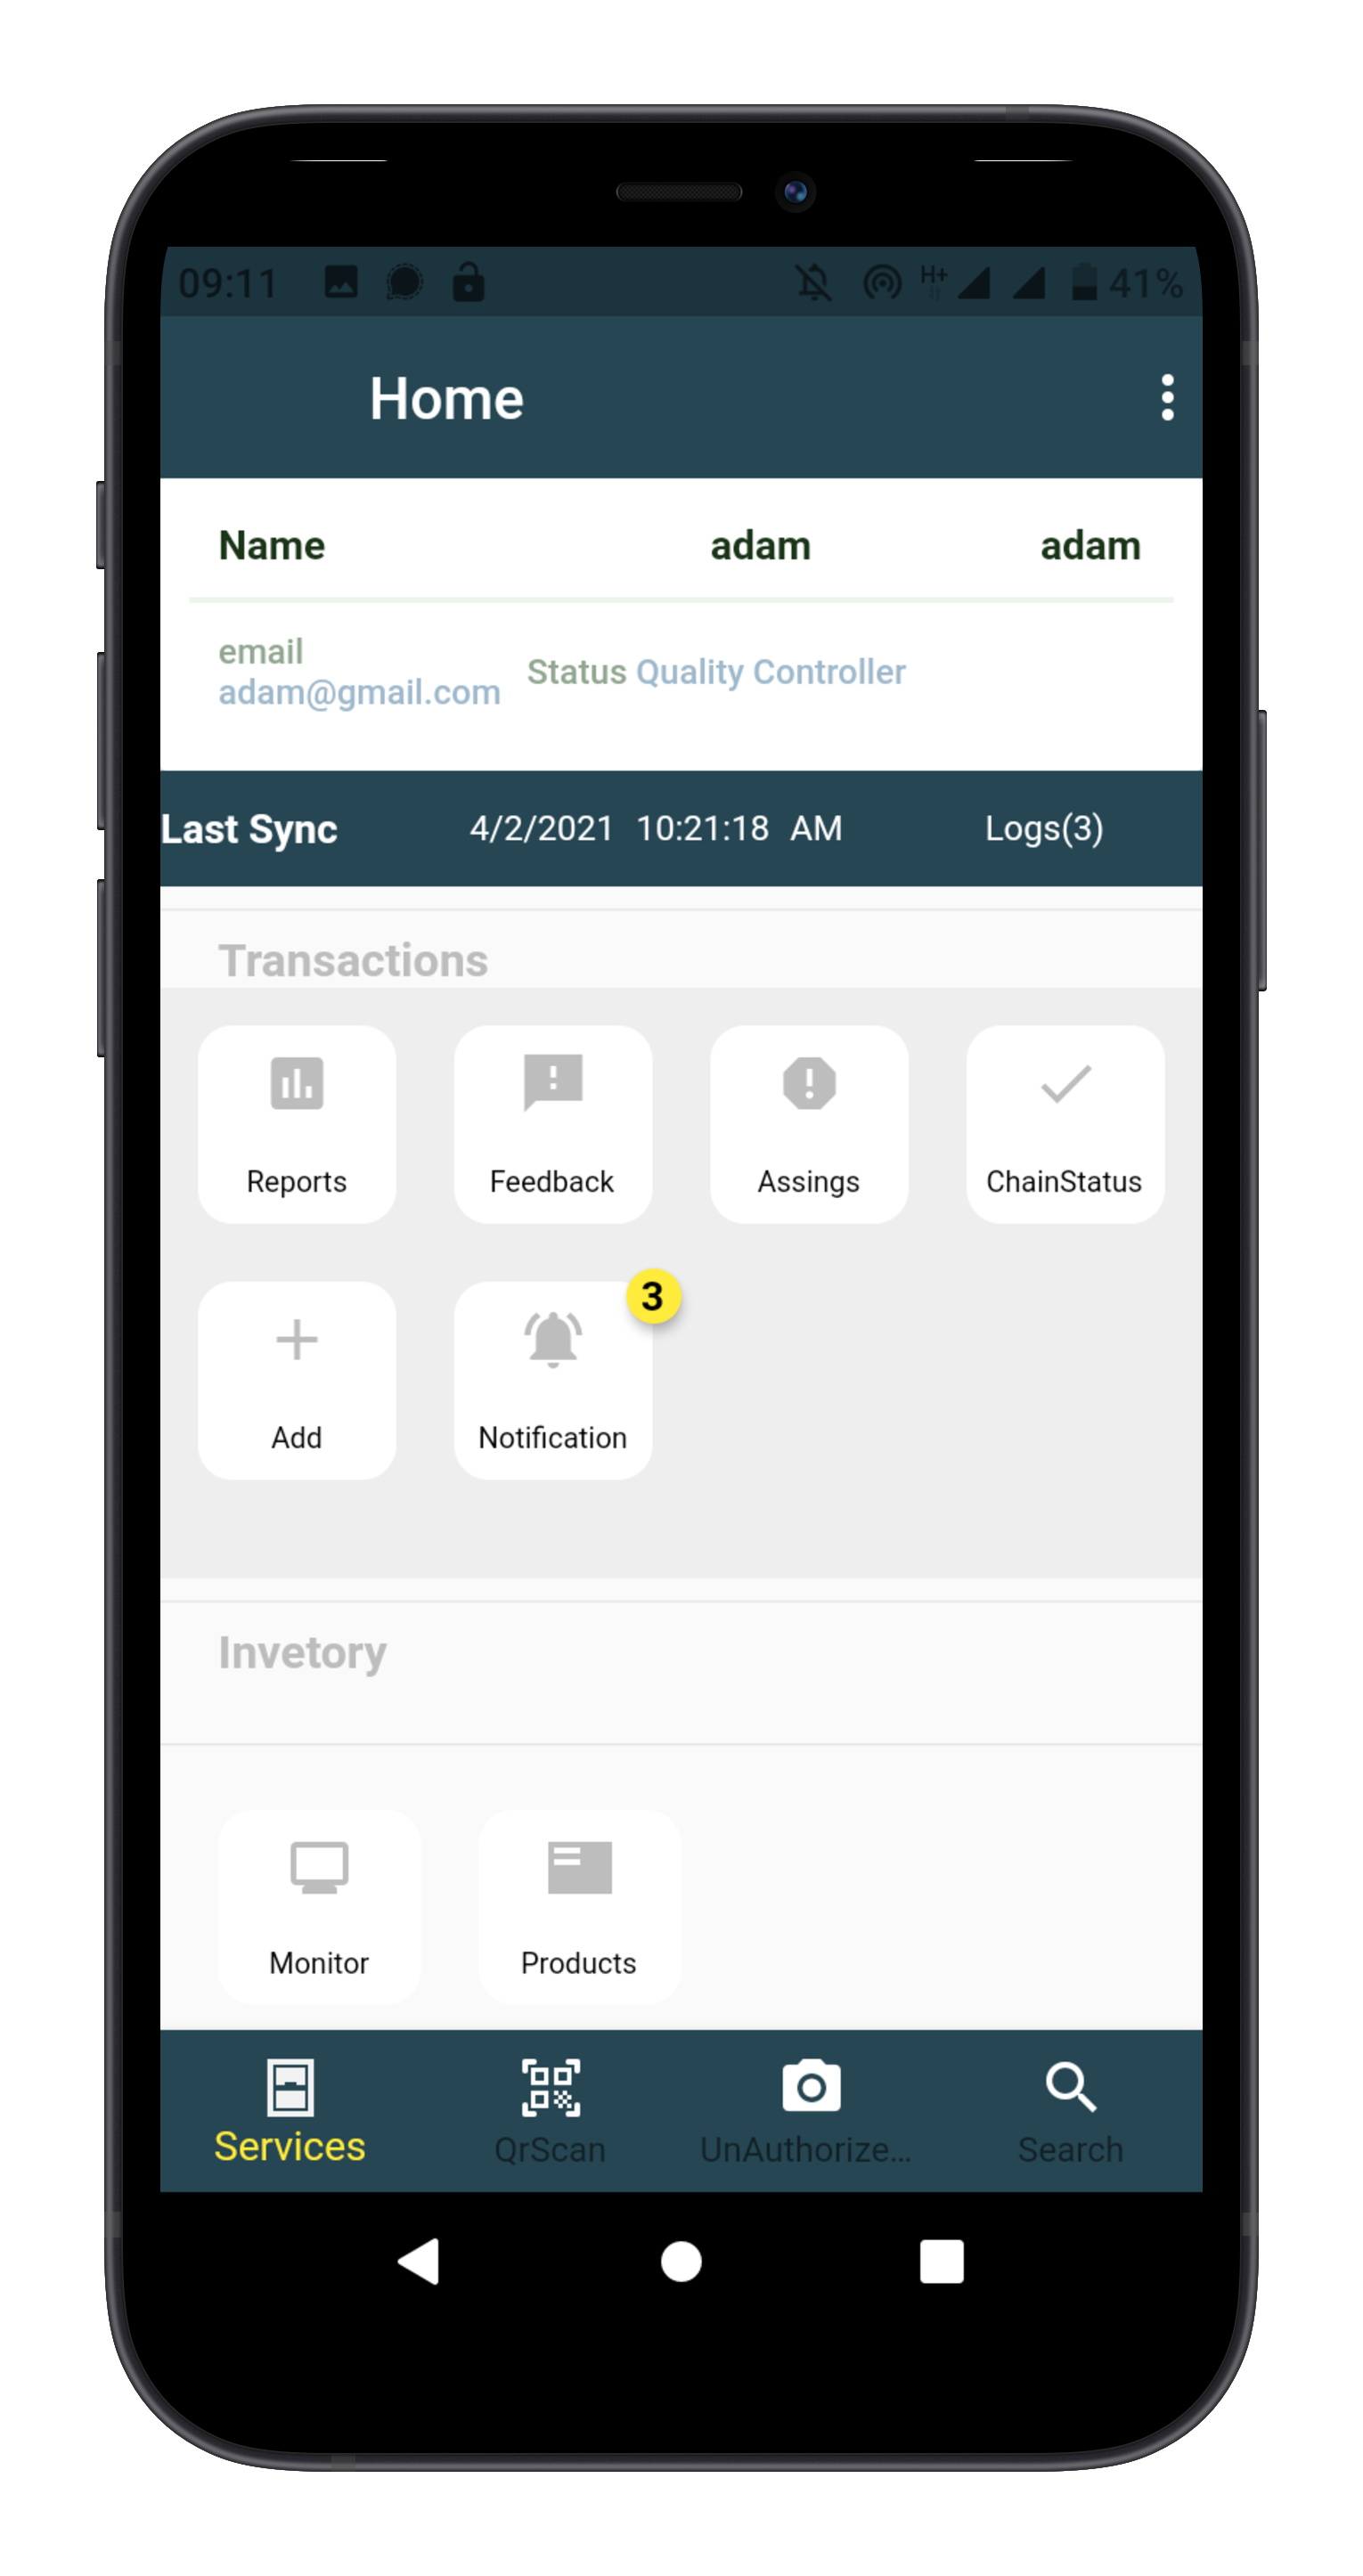 09:11 H+ 41%
Home
Name adam adam
email
adam@gmail.com Status Quality Controller
Last Sync 4/2/2021 10:21:18 AM Logs(3)
Transactions
Reports Feedback Assings ChainStatus
3
Add Notification
Invetory
Monitor Products
Services QrScan UnAuthorize... Search